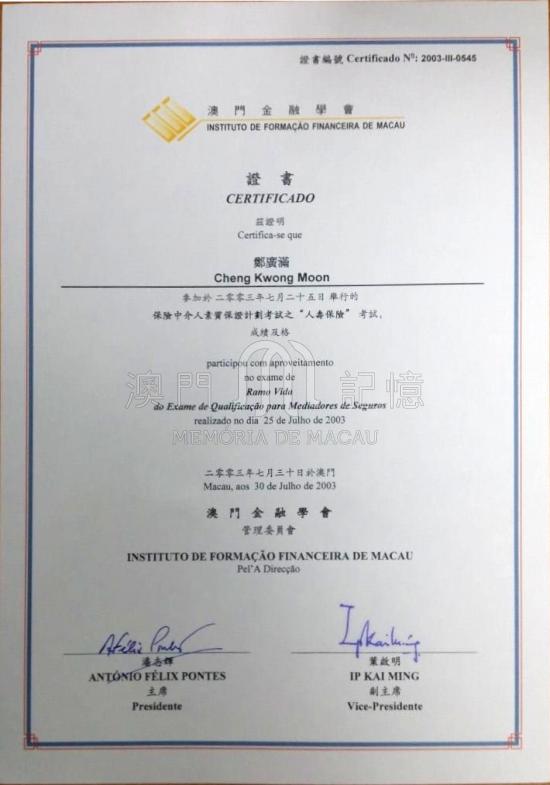 證書編號 Certificado Nº: 2003-III-0545
澳門金融學會
INSTITUTO DE FORMAÇÃO FINANCEIRA DE MACAU
證書
CERTIFICADO
茲證明
Certifica-se que
鄭廣滿
Cheng Kwong Moon
參加於二零零三年七月二十五日舉行的
保險中介人素質保證計劃考試之“人壽保險”考試,
成績及格
participou com aproveitamento
no exame de
Ramo Vida
do Exame de Qualificação para Mediadores de Seguros
realizado no dia 25 de Julho de 2003
澳門記憶
MEMÓRIA DE MACAU
二零零三年七月三十日於澳門
Macau, aos 30 de Julho de 2003
澳門金融學會
管理委員會
INSTITUTO DE FORMAÇÃO FINANCEIRA DE MACAU
Pel'A Direcção
潘志輝
ANTÓNIO FÉLIX PONTES
主席
Presidente
Ip Kai Ming
葉啟明
IP KAI MING
副主席
Vice-Presidente